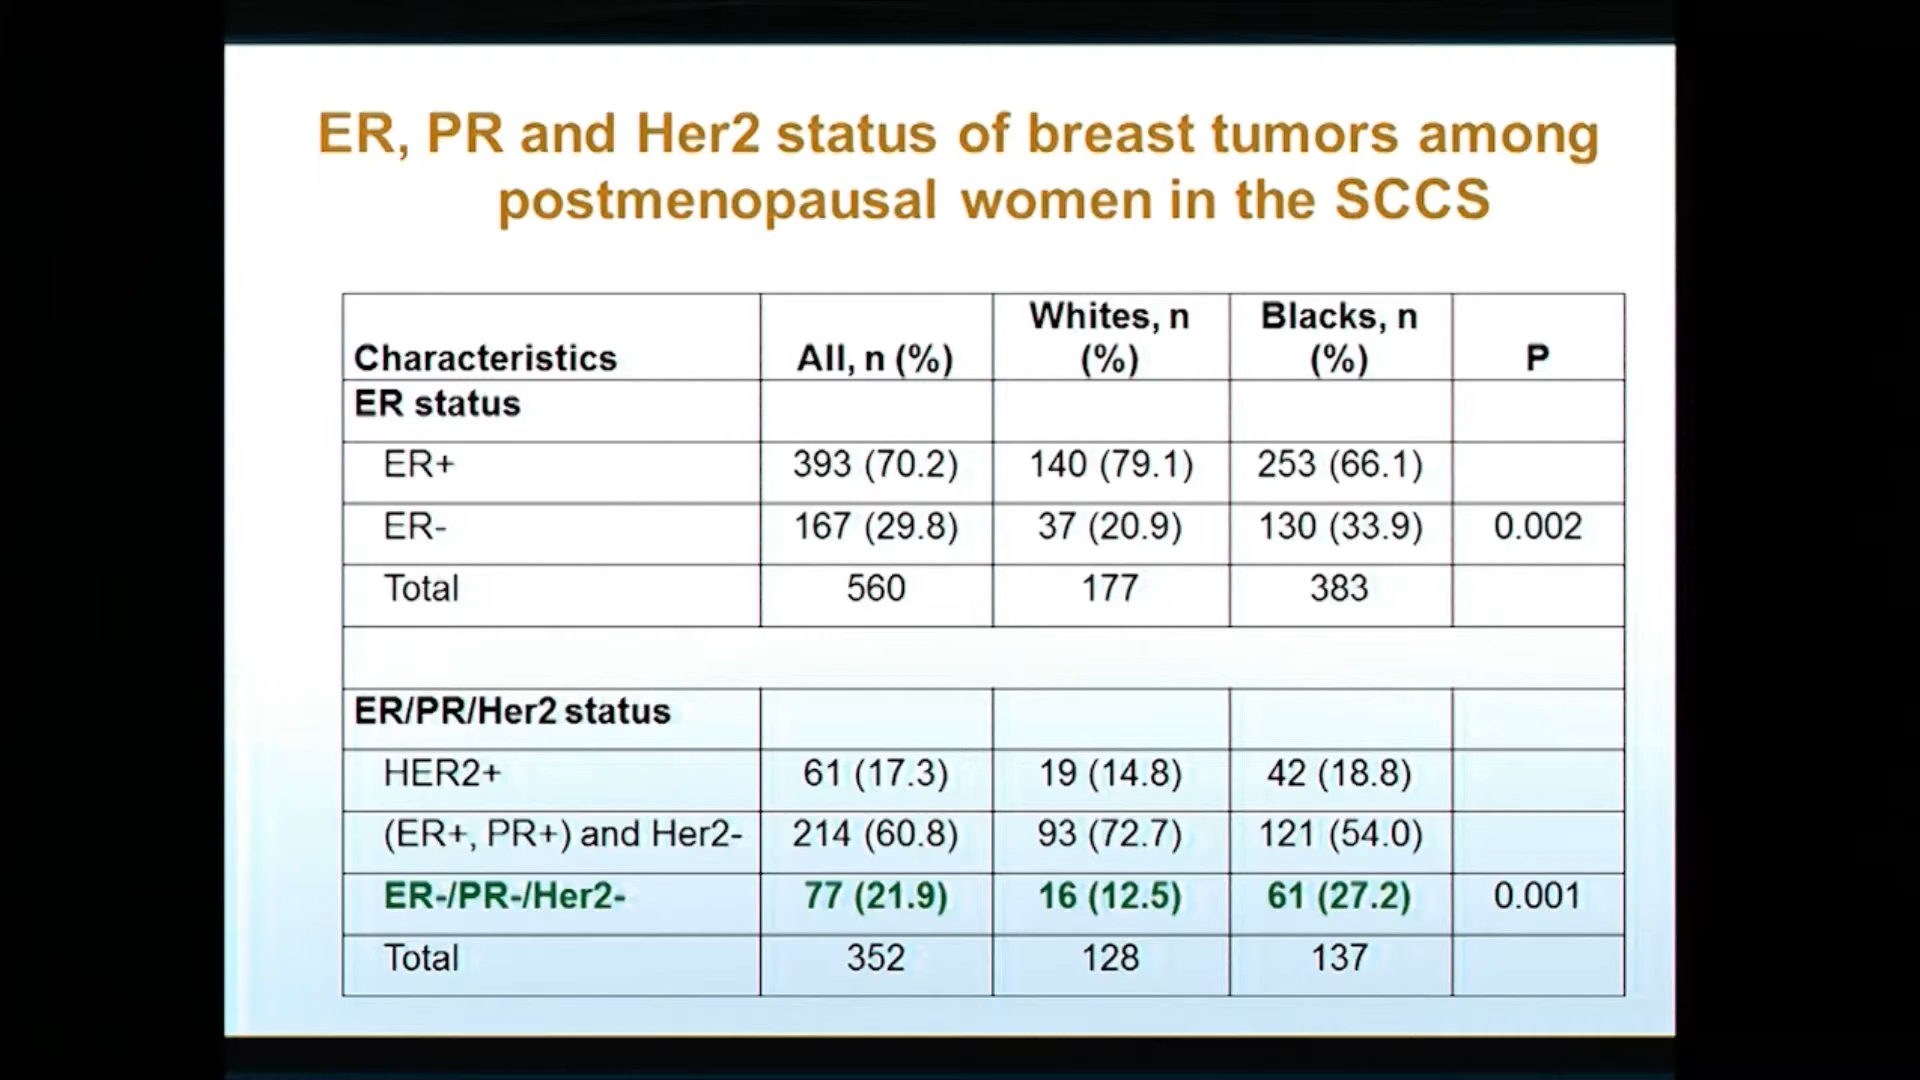 ER, PR and Her2 status of breast tumors among
postmenopausal women in the SCCS
Characteristics All, n (%) Whites, n (%) Blacks, n (%) P
ER status
ER+ 393 (70.2) 140 (79.1) 253 (66.1)
ER- 167 (29.8) 37 (20.9) 130 (33.9) 0.002
Total 560 177 383
ER/PR/Her2 status
HER2+ 61 (17.3) 19 (14.8) 42 (18.8)
(ER+, PR+) and Her2- 214 (60.8) 93 (72.7) 121 (54.0)
ER-/PR-/Her2- 77 (21.9) 16 (12.5) 61 (27.2) 0.001
Total 352 128 137